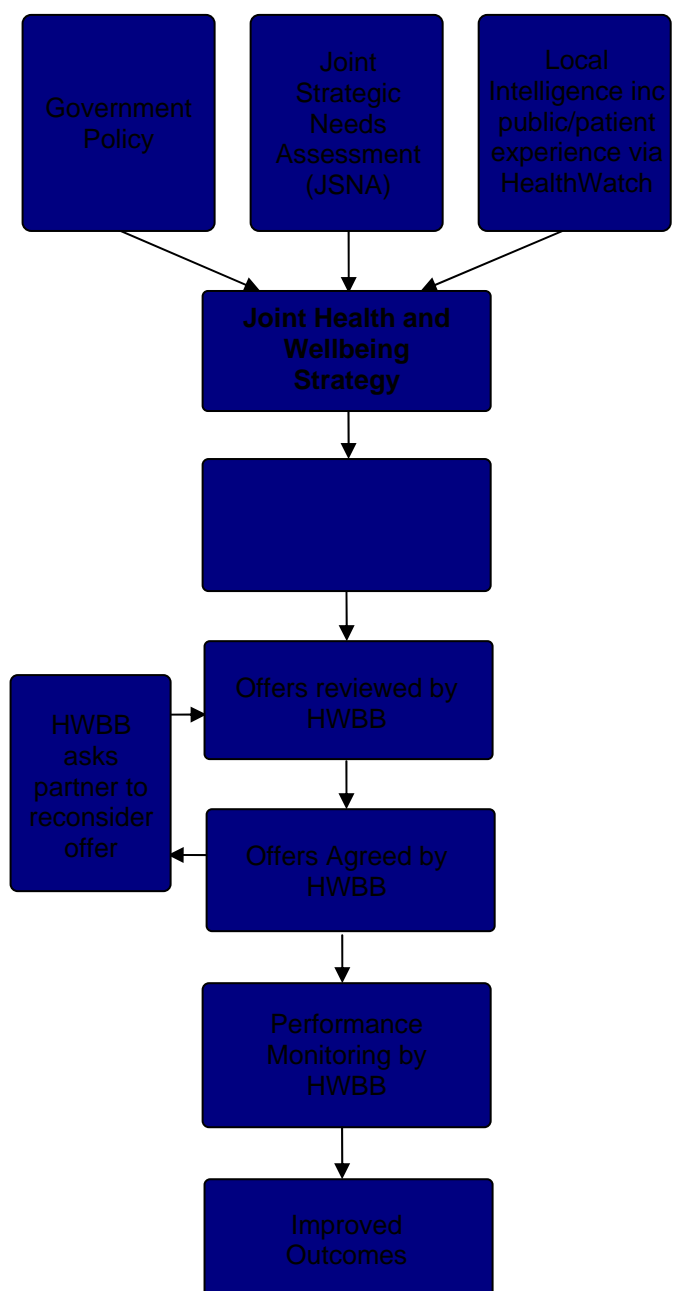 Government
Policy
Joint
Strategic
Needs
Assessment
(JSNA)
Local
Intelligence inc
public/patient
experience via
HealthWatch
Joint Health and
Wellbeing
Strategy
Offers reviewed by
HWBB
HWBB
asks
partner to
reconsider
offer
Offers Agreed by
HWBB
Performance
Monitoring by
HWBB
Improved
Outcomes